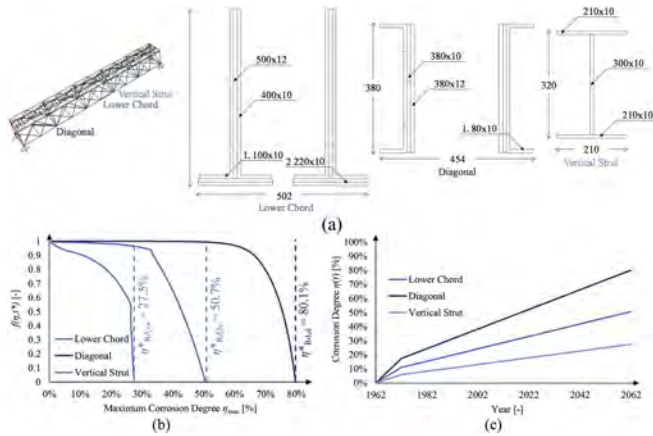 (a)
Vertical Strut
Lower Chord
Diagonal
500x12
400x10
1. 100x10
2 220x10
502
Lower Chord
380
380x10
380x12
1. 80x10
454
Diagonal
210x10
320
300x10
210x10
210
Vertical Strut
(a)
1
0.9
0.8
0.7
0.6
0.5
0.4
0.3
0.2
0.1
0
0% 10% 20% 30% 40% 50% 60% 70% 80%
Maximum Corrosion Degree
Lower Chord
Diagonal
Vertical Strut
= 27.5%
= 50.7%
= 80.1%
(b)
Corrosion Degree η(t) [%]
100%
90%
80%
70%
60%
50%
40%
30%
20%
10%
0%
Lower Chord
Diagonal
Vertical Strut
1962 1982 2002 2022 2042 2062
Year [-]
(c)